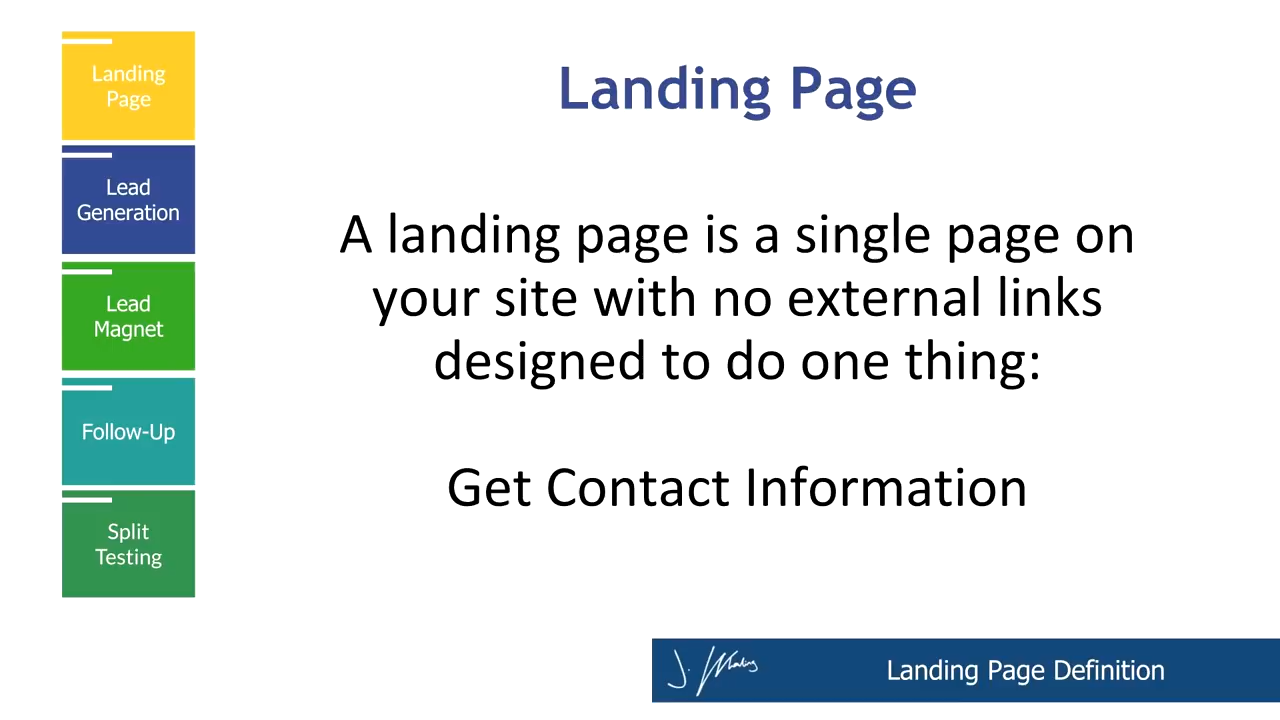 Landing
Page
Lead
Generation
Lead
Magnet
Follow-Up
Split
Testing
Landing Page
A landing page is a single page on
your site with no external links
designed to do one thing:
Get Contact Information
Landing Page Definition